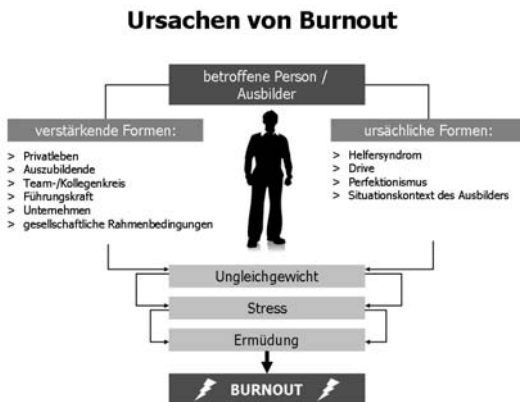 Ursachen von Burnout
betroffene Person /
Ausbilder
verstärkende Formen:
> Privatleben
> Auszubildende
> Team-/Kollegenkreis
> Führungskraft
> Unternehmen
> gesellschaftliche Rahmenbedingungen
ursächliche Formen:
> Helfersyndrom
> Drive
> Perfektionismus
> Situationskontext des Ausbilders
Ungleichgewicht
Stress
Ermüdung
BURNOUT